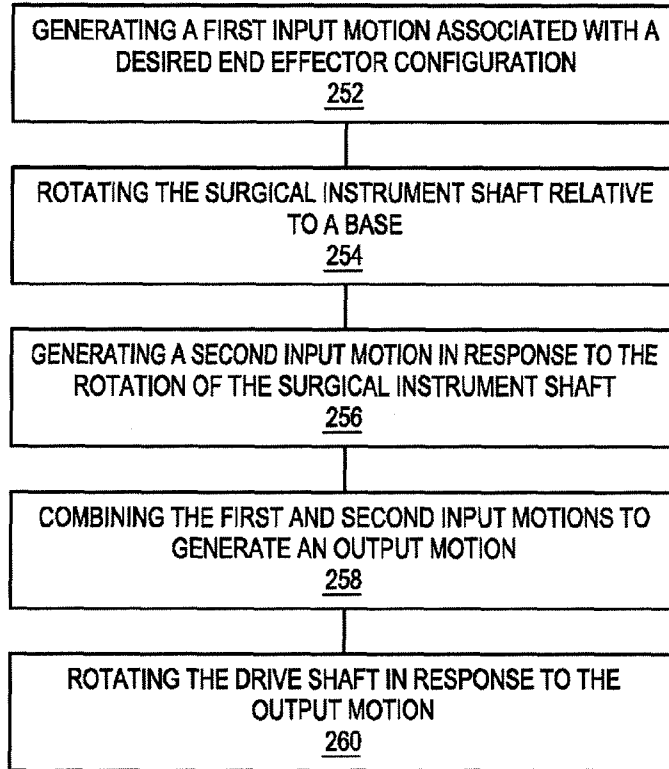 GENERATING A FIRST INPUT MOTION ASSOCIATED WITH A
DESIRED END EFFECTOR CONFIGURATION
252
ROTATING THE SURGICAL INSTRUMENT SHAFT RELATIVE
TO A BASE
254
GENERATING A SECOND INPUT MOTION IN RESPONSE TO THE
ROTATION OF THE SURGICAL INSTRUMENT SHAFT
256
COMBINING THE FIRST AND SECOND INPUT MOTIONS TO
GENERATE AN OUTPUT MOTION
258
ROTATING THE DRIVE SHAFT IN RESPONSE TO THE
OUTPUT MOTION
260